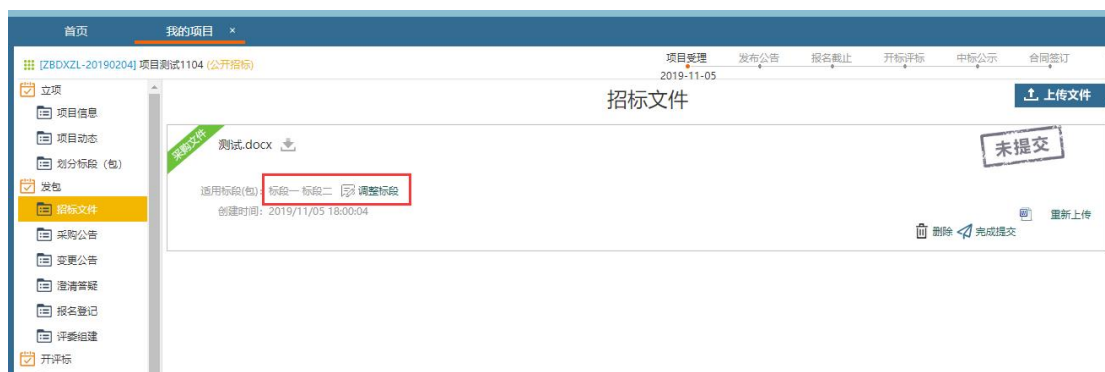 首页 我的项目 ×
[ZBDXZL-20190204] 项目测试1104 (公开招标)
项目受理 发布公告 报名截止 开标评标 中标公示 合同签订
2019-11-05
立项
项目信息
项目动态
划分标段（包）
发包
招标文件
采购公告
变更公告
澄清答疑
报名登记
评委组建
开评标
招标文件
上传文件
采购文件
测试.docx
未提交
适用标段(包)：标段一 标段二 调整标段
创建时间：2019/11/05 18:00:04
重新上传
删除 完成提交